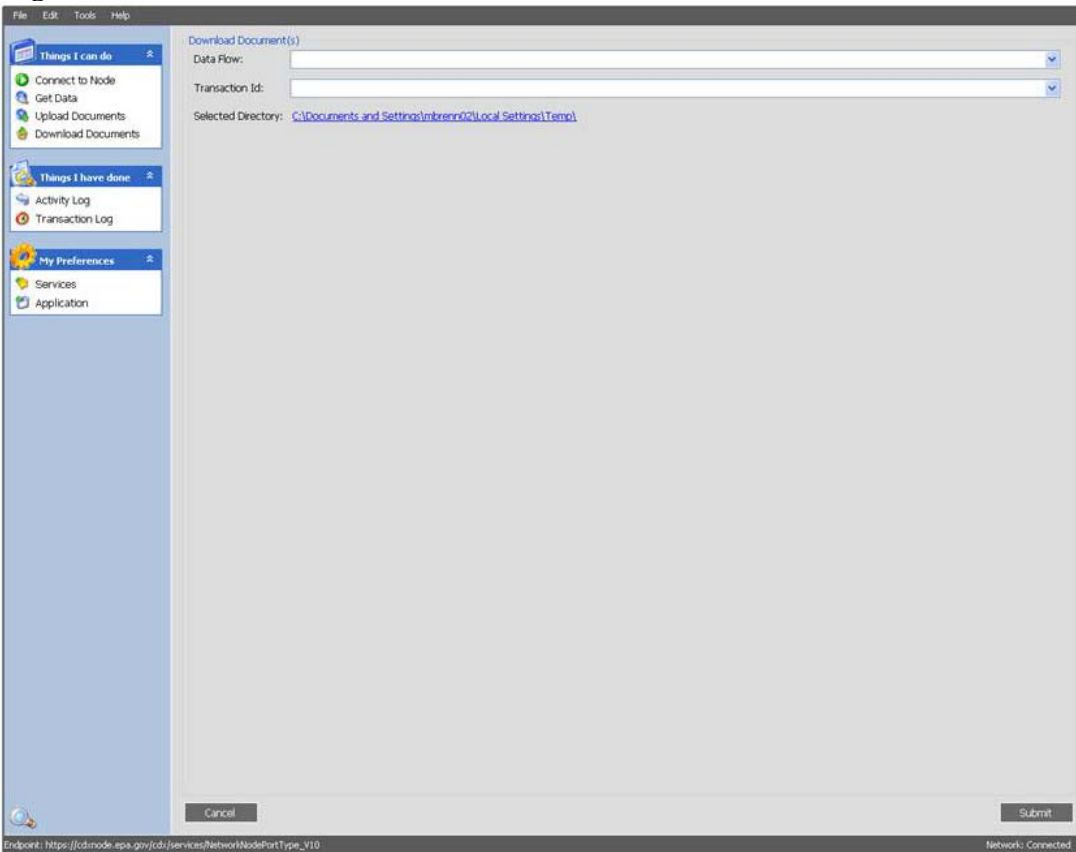 File Edit Tools Help
Things I can do
Connect to Node
Get Data
Upload Documents
Download Documents
Things I have done
Activity Log
Transaction Log
My Preferences
Services
Application
Download Document(s)
Data Flow:
Transaction Id:
Selected Directory: C:\Documents and Settings\mbrenn02\Local Settings\Temp\
Cancel Submit
Endpoint: https://cdxnode.epa.gov/cdx/services/NetworkNodePortType_V10 Network: Connected